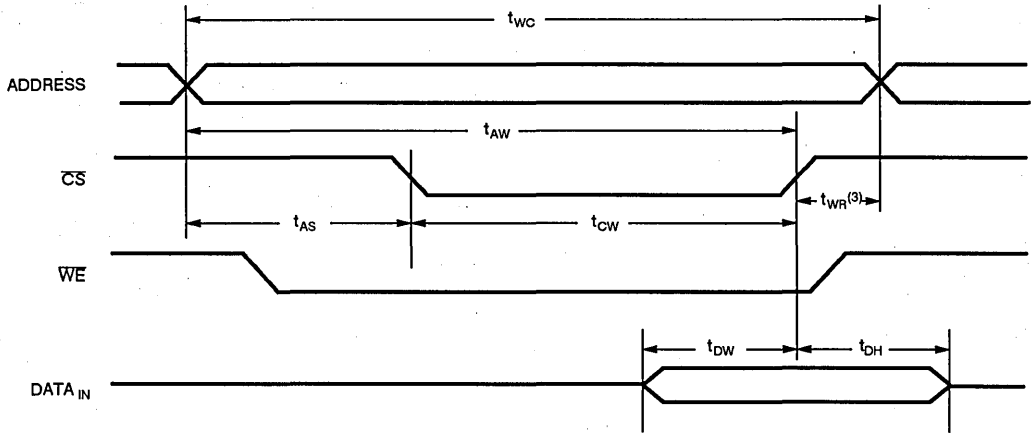 tWC
ADDRESS
tAW
CS
tWR(3)
tAS
tCW
WE
tDW
tDH
DATA IN